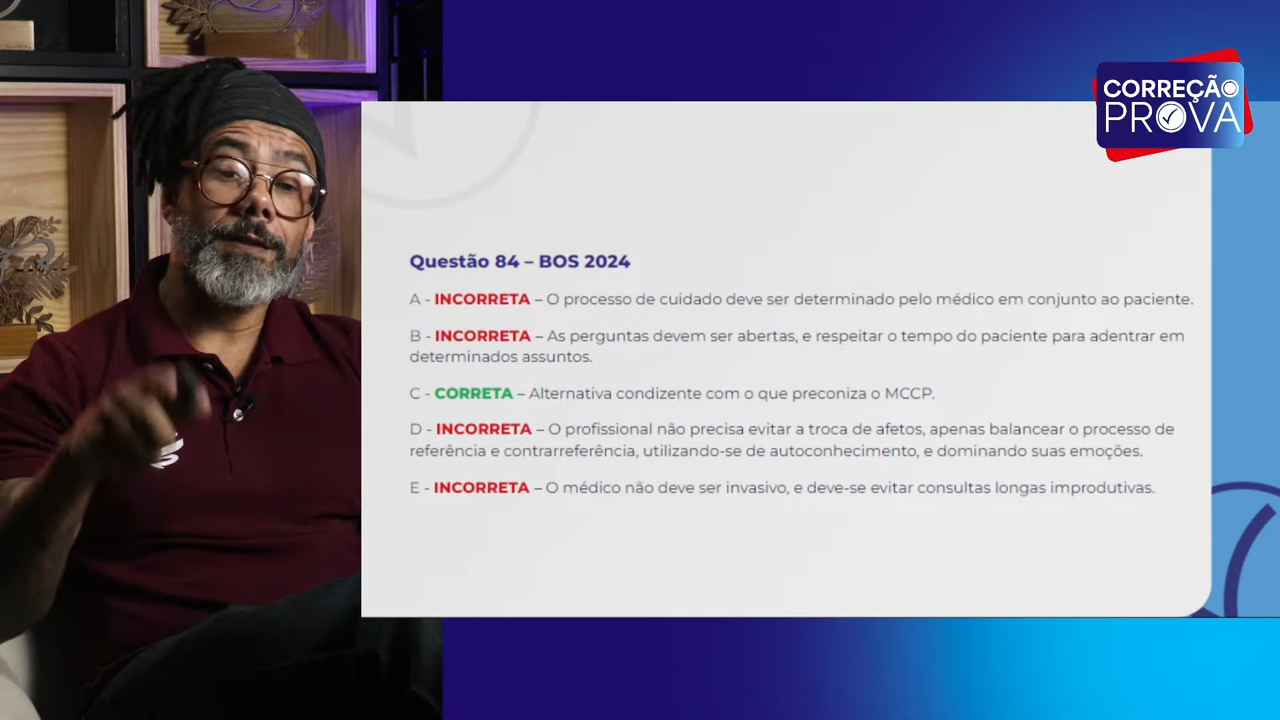 CORREÇÃO
PROVA
Questão 84 – BOS 2024
A - INCORRETA – O processo de cuidado deve ser determinado pelo médico em conjunto ao paciente.
B - INCORRETA – As perguntas devem ser abertas, e respeitar o tempo do paciente para adentrar em
determinados assuntos.
C - CORRETA – Alternativa condizente com o que preconiza o MCCP.
D - INCORRETA – O profissional não precisa evitar a troca de afetos, apenas balancear o processo de
referência e contrarreferência, utilizando-se de autoconhecimento, e dominando suas emoções.
E - INCORRETA – O médico não deve ser invasivo, e deve-se evitar consultas longas improdutivas.